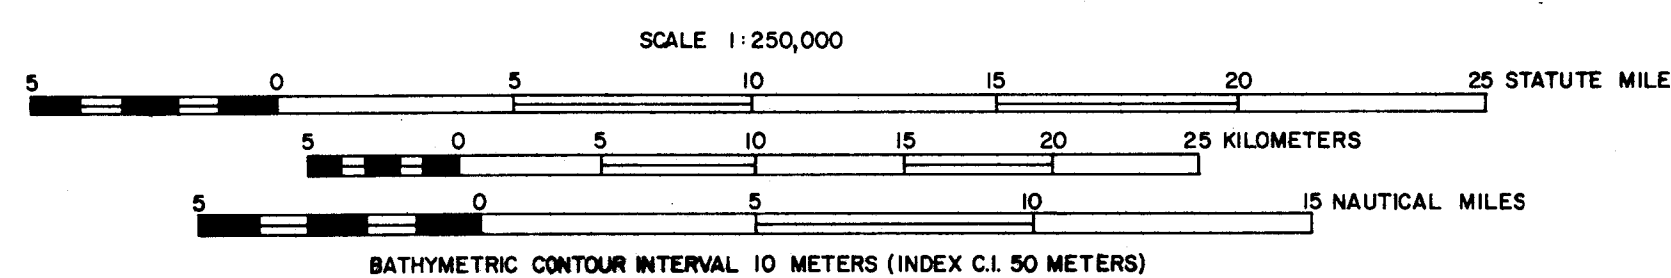 SCALE 1:250,000
5 0 5 10 15 20 25 STATUTE MILE
5 0 5 10 15 20 25 KILOMETERS
5 0 5 10 15 NAUTICAL MILES
BATHYMETRIC CONTOUR INTERVAL 10 METERS (INDEX C.I. 50 METERS)